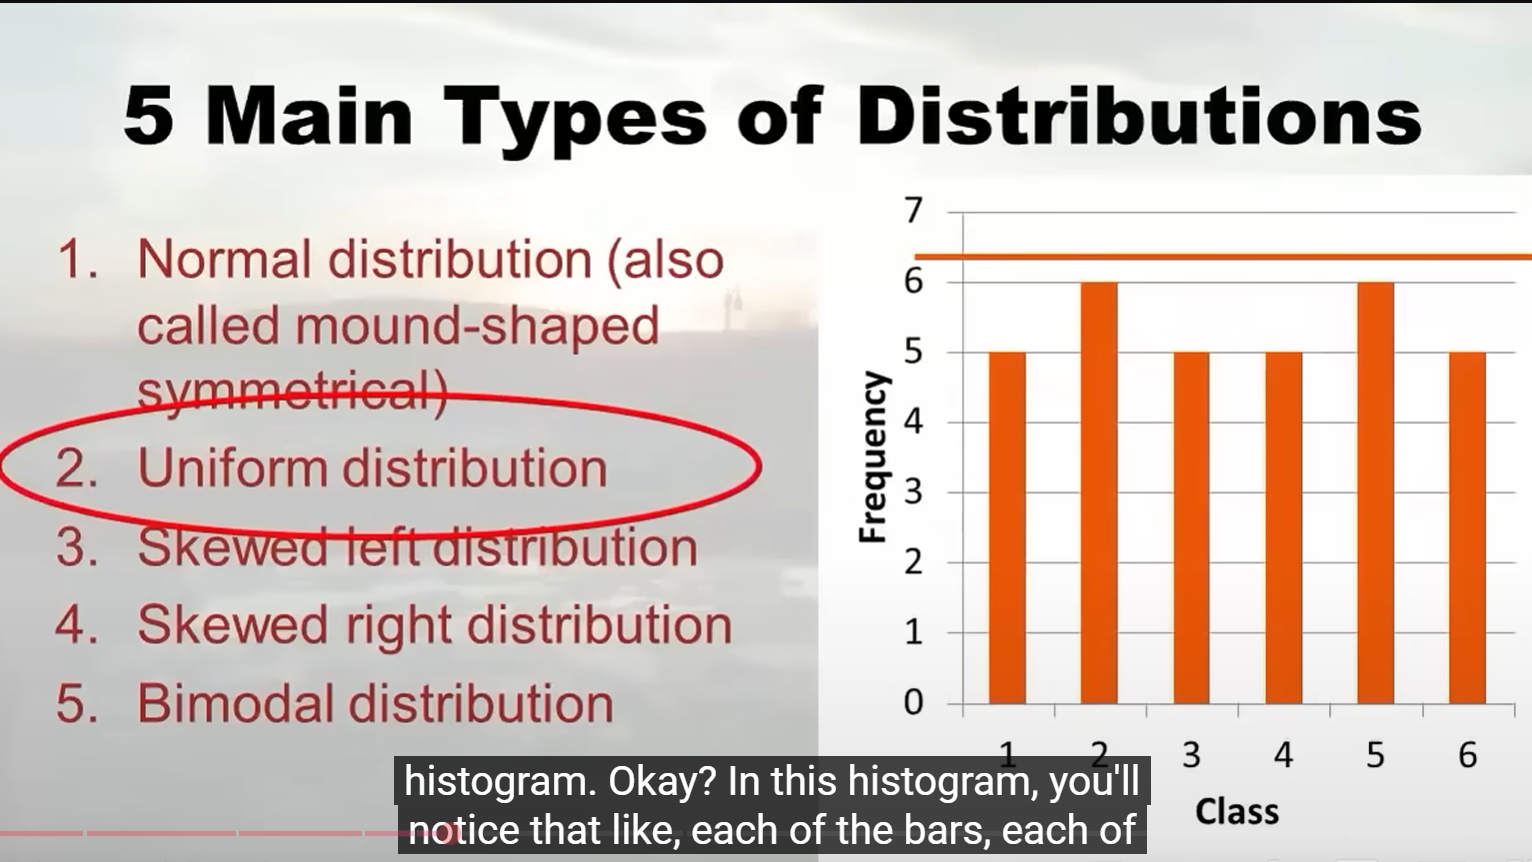 5 Main Types of Distributions
1. Normal distribution (also
called mound-shaped
symmetrical)
2. Uniform distribution
3. Skewed left distribution
4. Skewed right distribution
5. Bimodal distribution
7
6
5
4
3
2
1
0
Frequency
1 2 3 4 5 6
Class
histogram. Okay? In this histogram, you'll
notice that like, each of the bars, each of